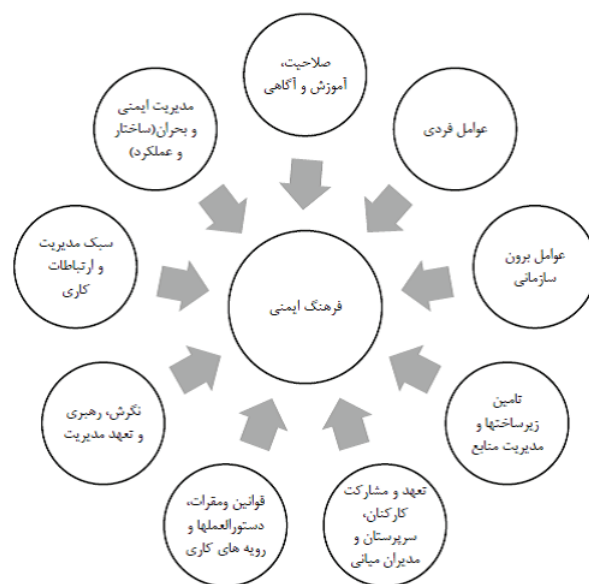 صلاحیت،
آموزش و آگاهی
عوامل فردی
عوامل برون
سازمانی
تامین
زیرساختها و
مدیریت منابع
تعهد و مشارکت
کارکنان،
سرپرستان و
مدیران میانی
قوانین ومقرات،
دستورالعملها و
رویه های کاری
نگرش، رهبری
و تعهد مدیریت
سبک مدیریت
و ارتباطات
کاری
مدیریت ایمنی
و بحران(ساختار
و عملکرد)
فرهنگ ایمنی